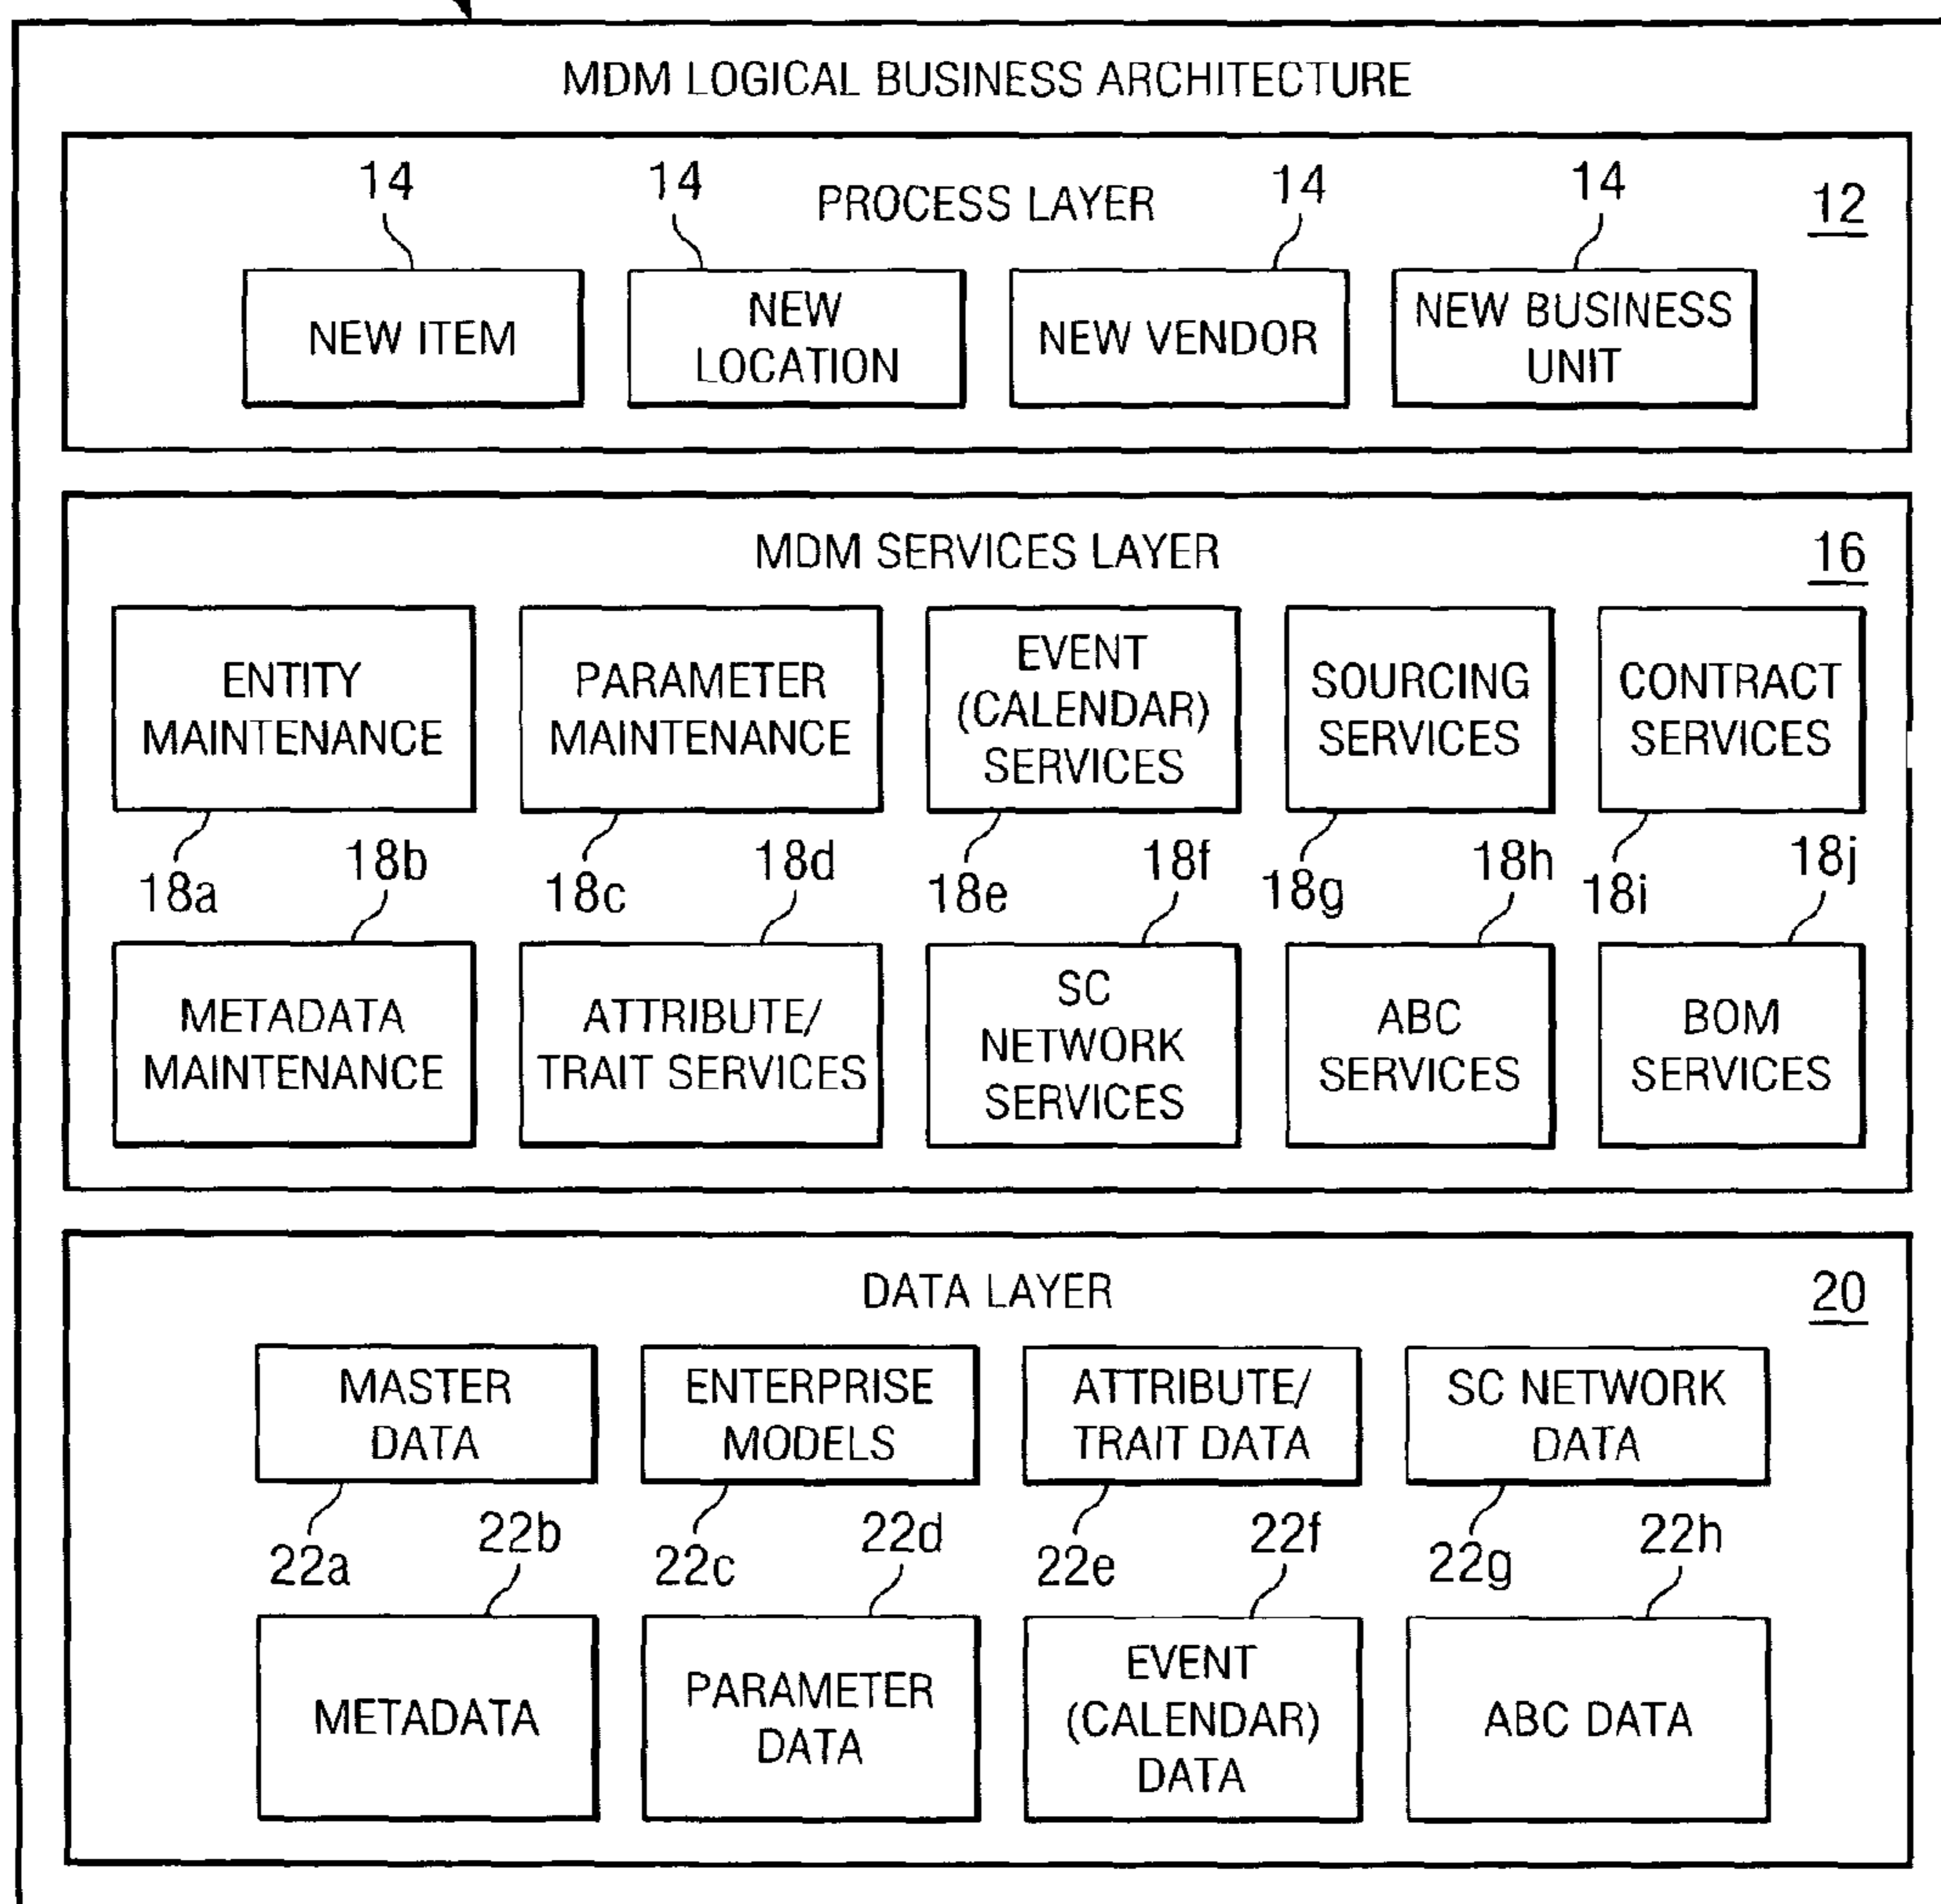 MDM LOGICAL BUSINESS ARCHITECTURE
14
14
14
14
PROCESS LAYER
12
NEW ITEM
NEW
LOCATION
NEW VENDOR
NEW BUSINESS
UNIT
MDM SERVICES LAYER
16
ENTITY
MAINTENANCE
PARAMETER
MAINTENANCE
EVENT
(CALENDAR)
SERVICES
SOURCING
SERVICES
CONTRACT
SERVICES
18a
18b
18c
18d
18e
18f
18g
18h
18i
18j
METADATA
MAINTENANCE
ATTRIBUTE/
TRAIT SERVICES
SC
NETWORK
SERVICES
ABC
SERVICES
BOM
SERVICES
DATA LAYER
20
MASTER
DATA
ENTERPRISE
MODELS
ATTRIBUTE/
TRAIT DATA
SC NETWORK
DATA
22a
22b
22c
22d
22e
22f
22g
22h
METADATA
PARAMETER
DATA
EVENT
(CALENDAR)
DATA
ABC DATA